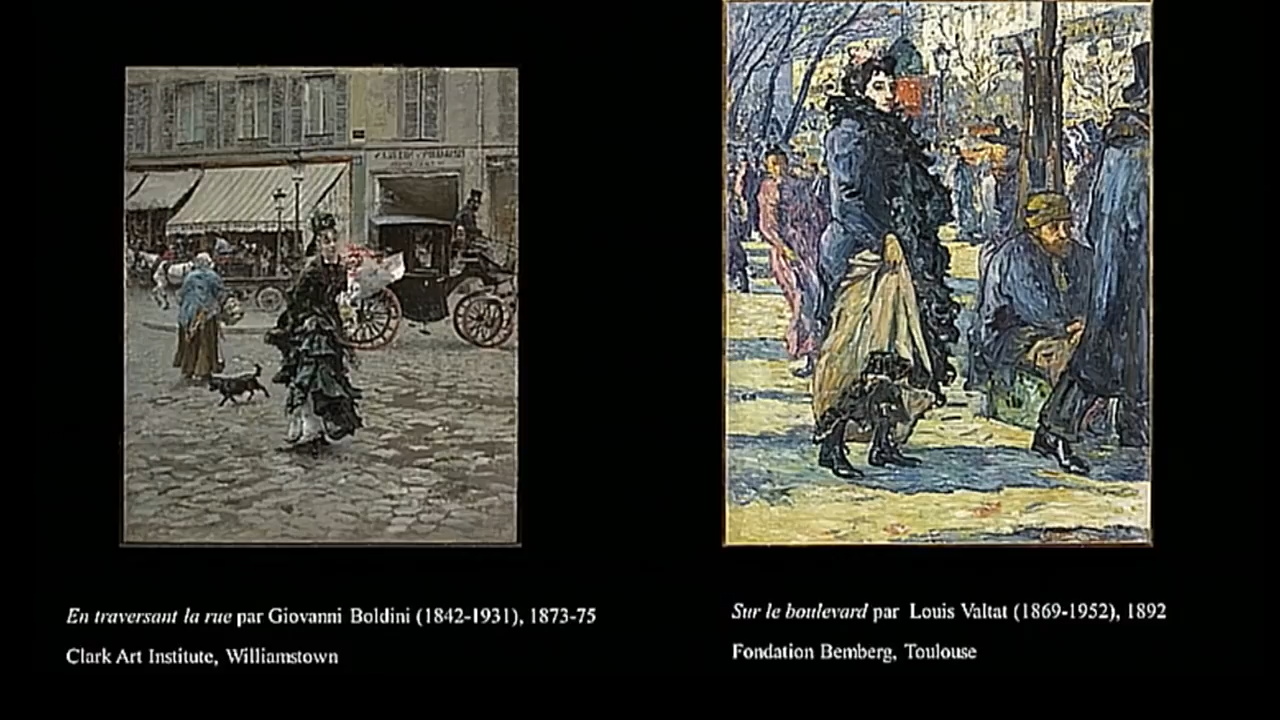 En traversant la rue par Giovanni Boldini (1842-1931), 1873-75
Clark Art Institute, Williamstown
Sur le boulevard par Louis Valtat (1869-1952), 1892
Fondation Bemberg, Toulouse